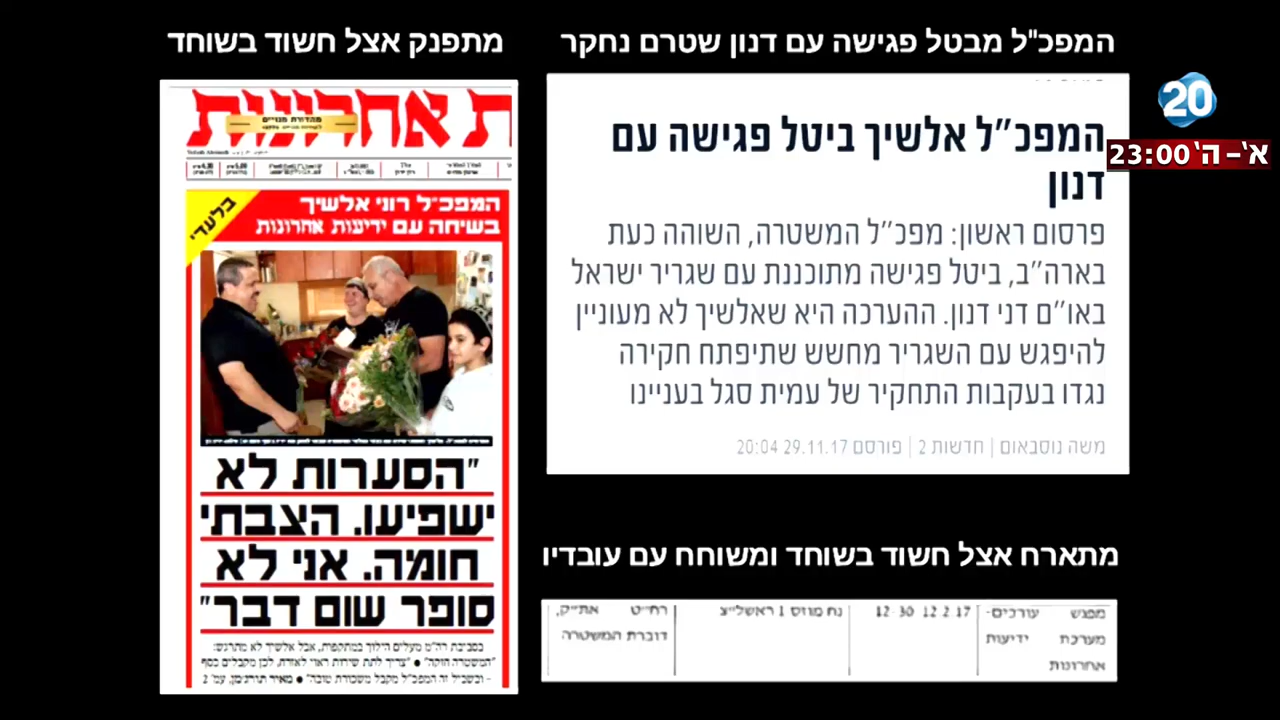 המפכ"ל מבטל פגישה עם דנון שטרם נחקר
המפכ"ל אלשיך ביטל פגישה עם
דנון
פרסום ראשון: מפכ"ל המשטרה, השוהה כעת
בארה"ב, ביטל פגישה מתוכננת עם שגריר ישראל
באו"ם דני דנון. ההערכה היא שאלשיך לא מעוניין
להיפגש עם השגריר מחשש שתיפתח חקירה
נגדו בעקבות התחקיר של עמית סגל בעניינו
משה נוסבאום | חדשות 2 | פורסם 29.11.17 20:04
20
א'-ה' 23:00
מתארח אצל חשוד בשוחד ומשוחח עם עובדיו
מפגש עורכים-
מערכת ידיעות
אחרונות
12.2.17 12:30
נח מוזס 1 ראשל"צ
דוברת המשטרה
מתפנק אצל חשוד בשוחד
ת אחרונות
מהדורת מנויים
המפכ"ל רוני אלשיך
בשיחה עם ידיעות אחרונות
בלעדי
"הסערות לא
ישפיעו. הצבתי
חומה. אני לא
סופר שום דבר"